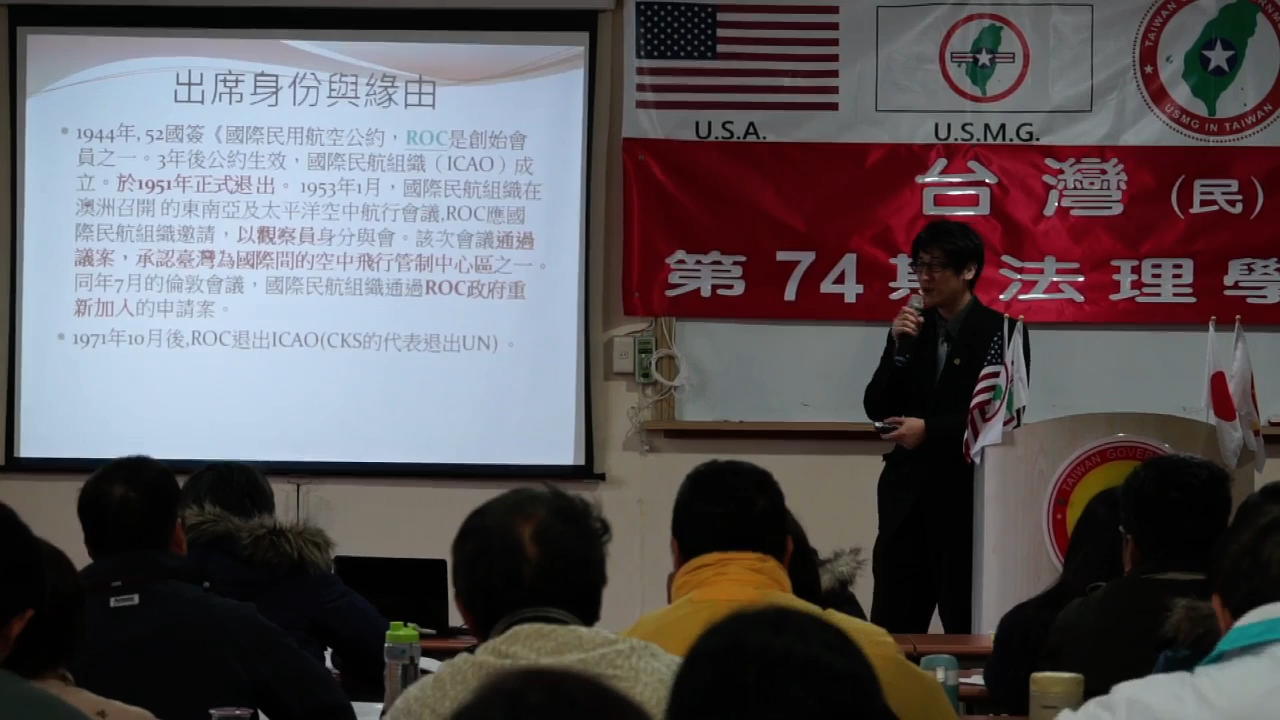 出席身份與緣由
• 1944年, 52國簽《國際民用航空公約，ROC是創始會
員之一。3年後公約生效，國際民航組織（ICAO）成
立。於1951年正式退出。 1953年1月，國際民航組織在
澳洲召開 的東南亞及太平洋空中航行會議,ROC應國
際民航組織邀請，以觀察員身分與會。該次會議通過
議案，承認臺灣為國際間的空中飛行管制中心區之一。
同年7月的倫敦會議，國際民航組織通過ROC政府重
新加入的申請案。
• 1971年10月後,ROC退出ICAO(CKS的代表退出UN) 。
U.S.A.
U.S.M.G.
TAIWAN
USMG IN TAIWAN
台灣(民)
第74期法理學
TAIWAN GOVER